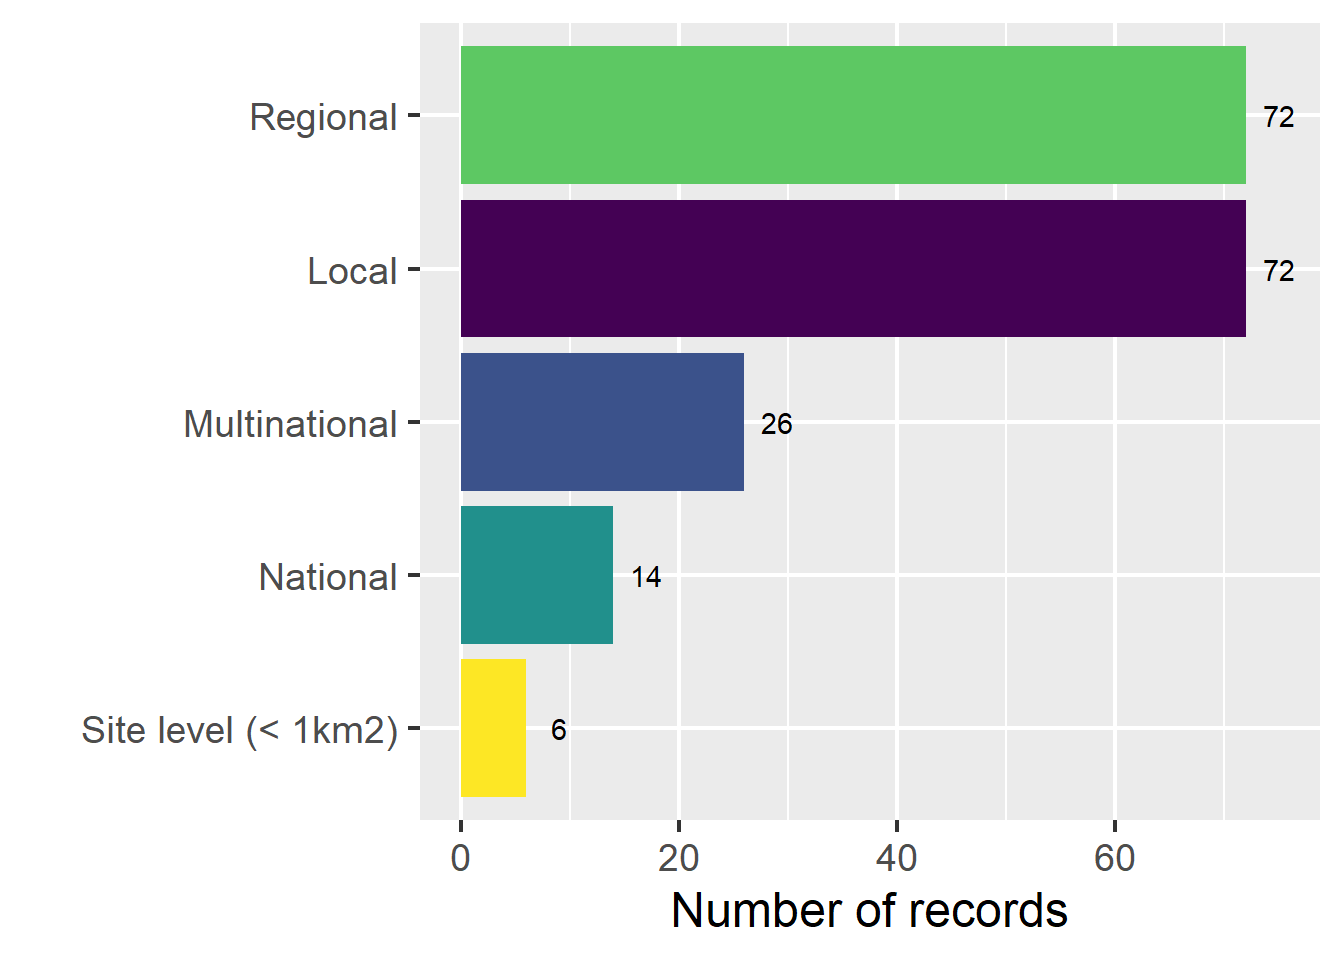 Regional 72
Local 72
Multinational 26
National 14
Site level (< 1km2) 6
0 20 40 60
Number of records